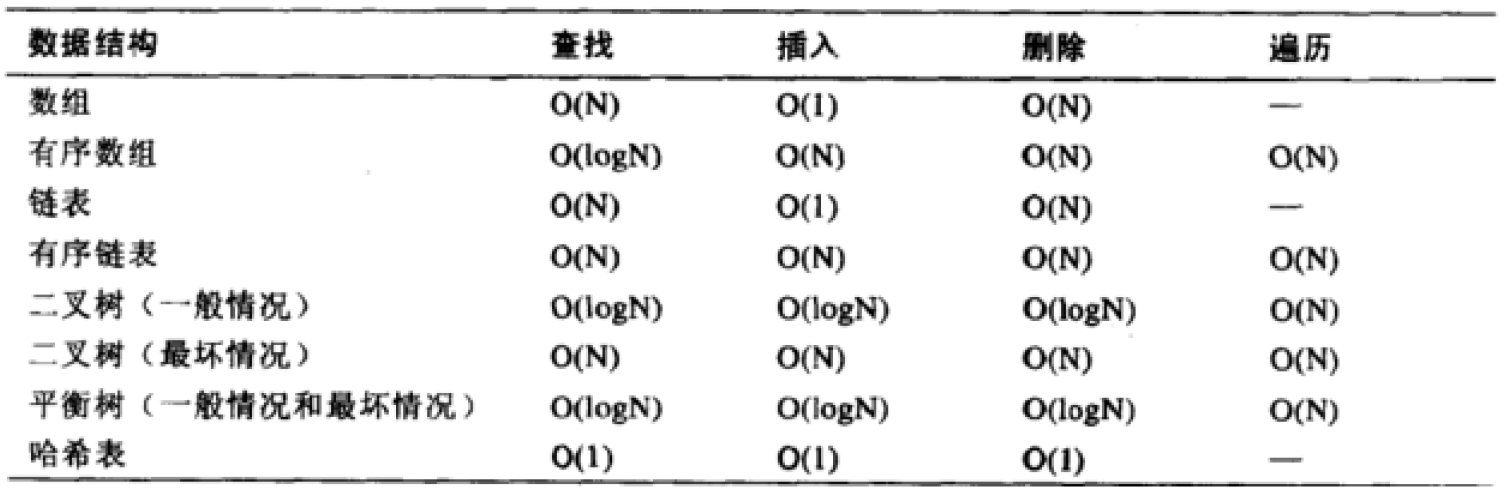 数据结构 查找 插入 删除 遍历
数组 O(N) O(1) O(N) —
有序数组 O(logN) O(N) O(N) O(N)
链表 O(N) O(1) O(N) —
有序链表 O(N) O(N) O(N) O(N)
二叉树（一般情况） O(logN) O(logN) O(logN) O(N)
二叉树（最坏情况） O(N) O(N) O(N) O(N)
平衡树（一般情况和最坏情况） O(logN) O(logN) O(logN) O(N)
哈希表 O(1) O(1) O(1) —